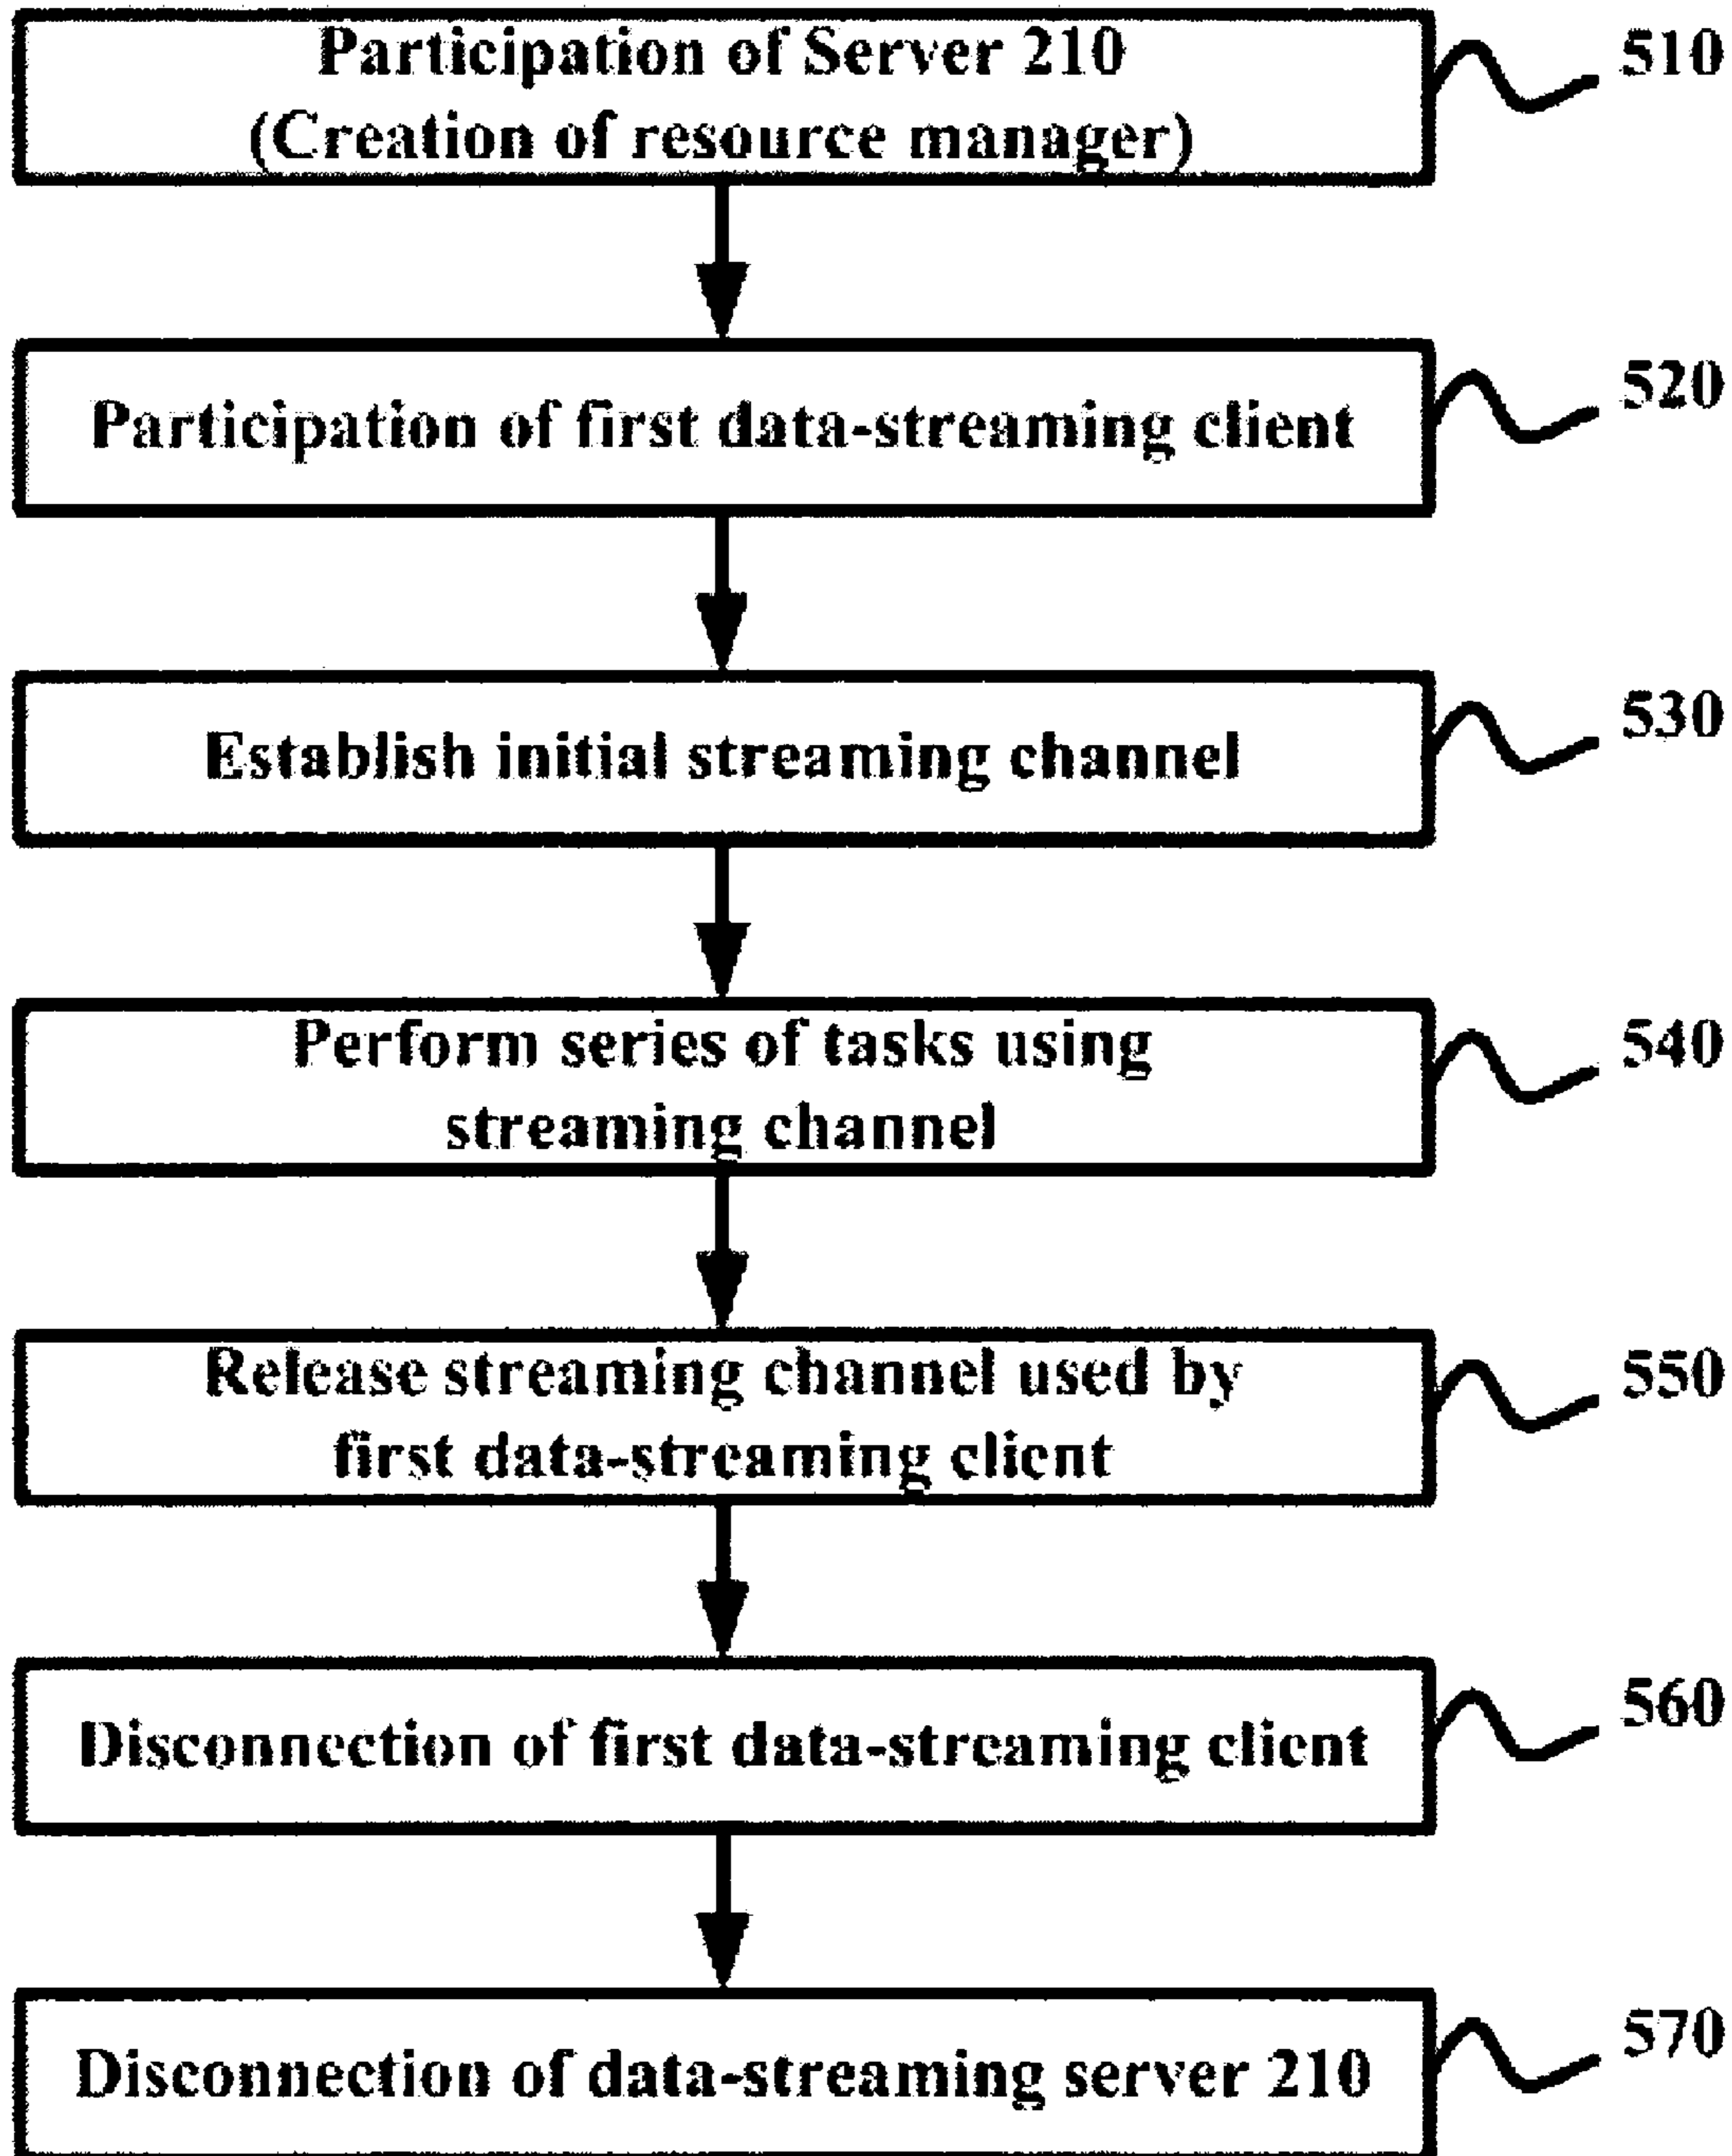 Participation of Server 210
(Creation of resource manager)
510
Participation of first data-streaming client
520
Establish initial streaming channel
530
Perform series of tasks using
streaming channel
540
Release streaming channel used by
first data-streaming client
550
Disconnection of first data-streaming client
560
Disconnection of data-streaming server 210
570